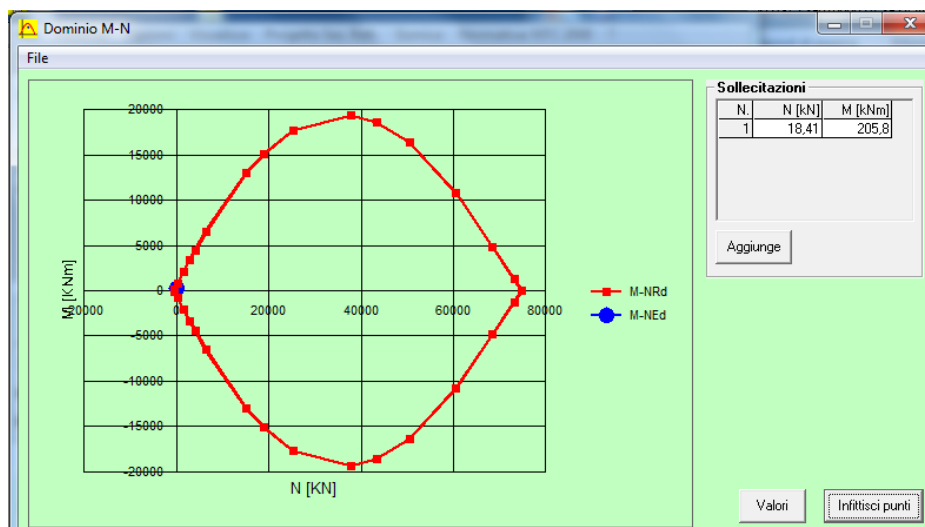 Dominio M-N
File
20000
15000
10000
5000
0
-5000
-10000
-15000
-20000
M [KNm]
-20000
0
20000
40000
60000
80000
N [KN]
M-NRd
M-NEd
Sollecitazioni
N. N [kN] M [kNm]
1 18,41 205,8
Aggiunge
Valori Infittisci punti